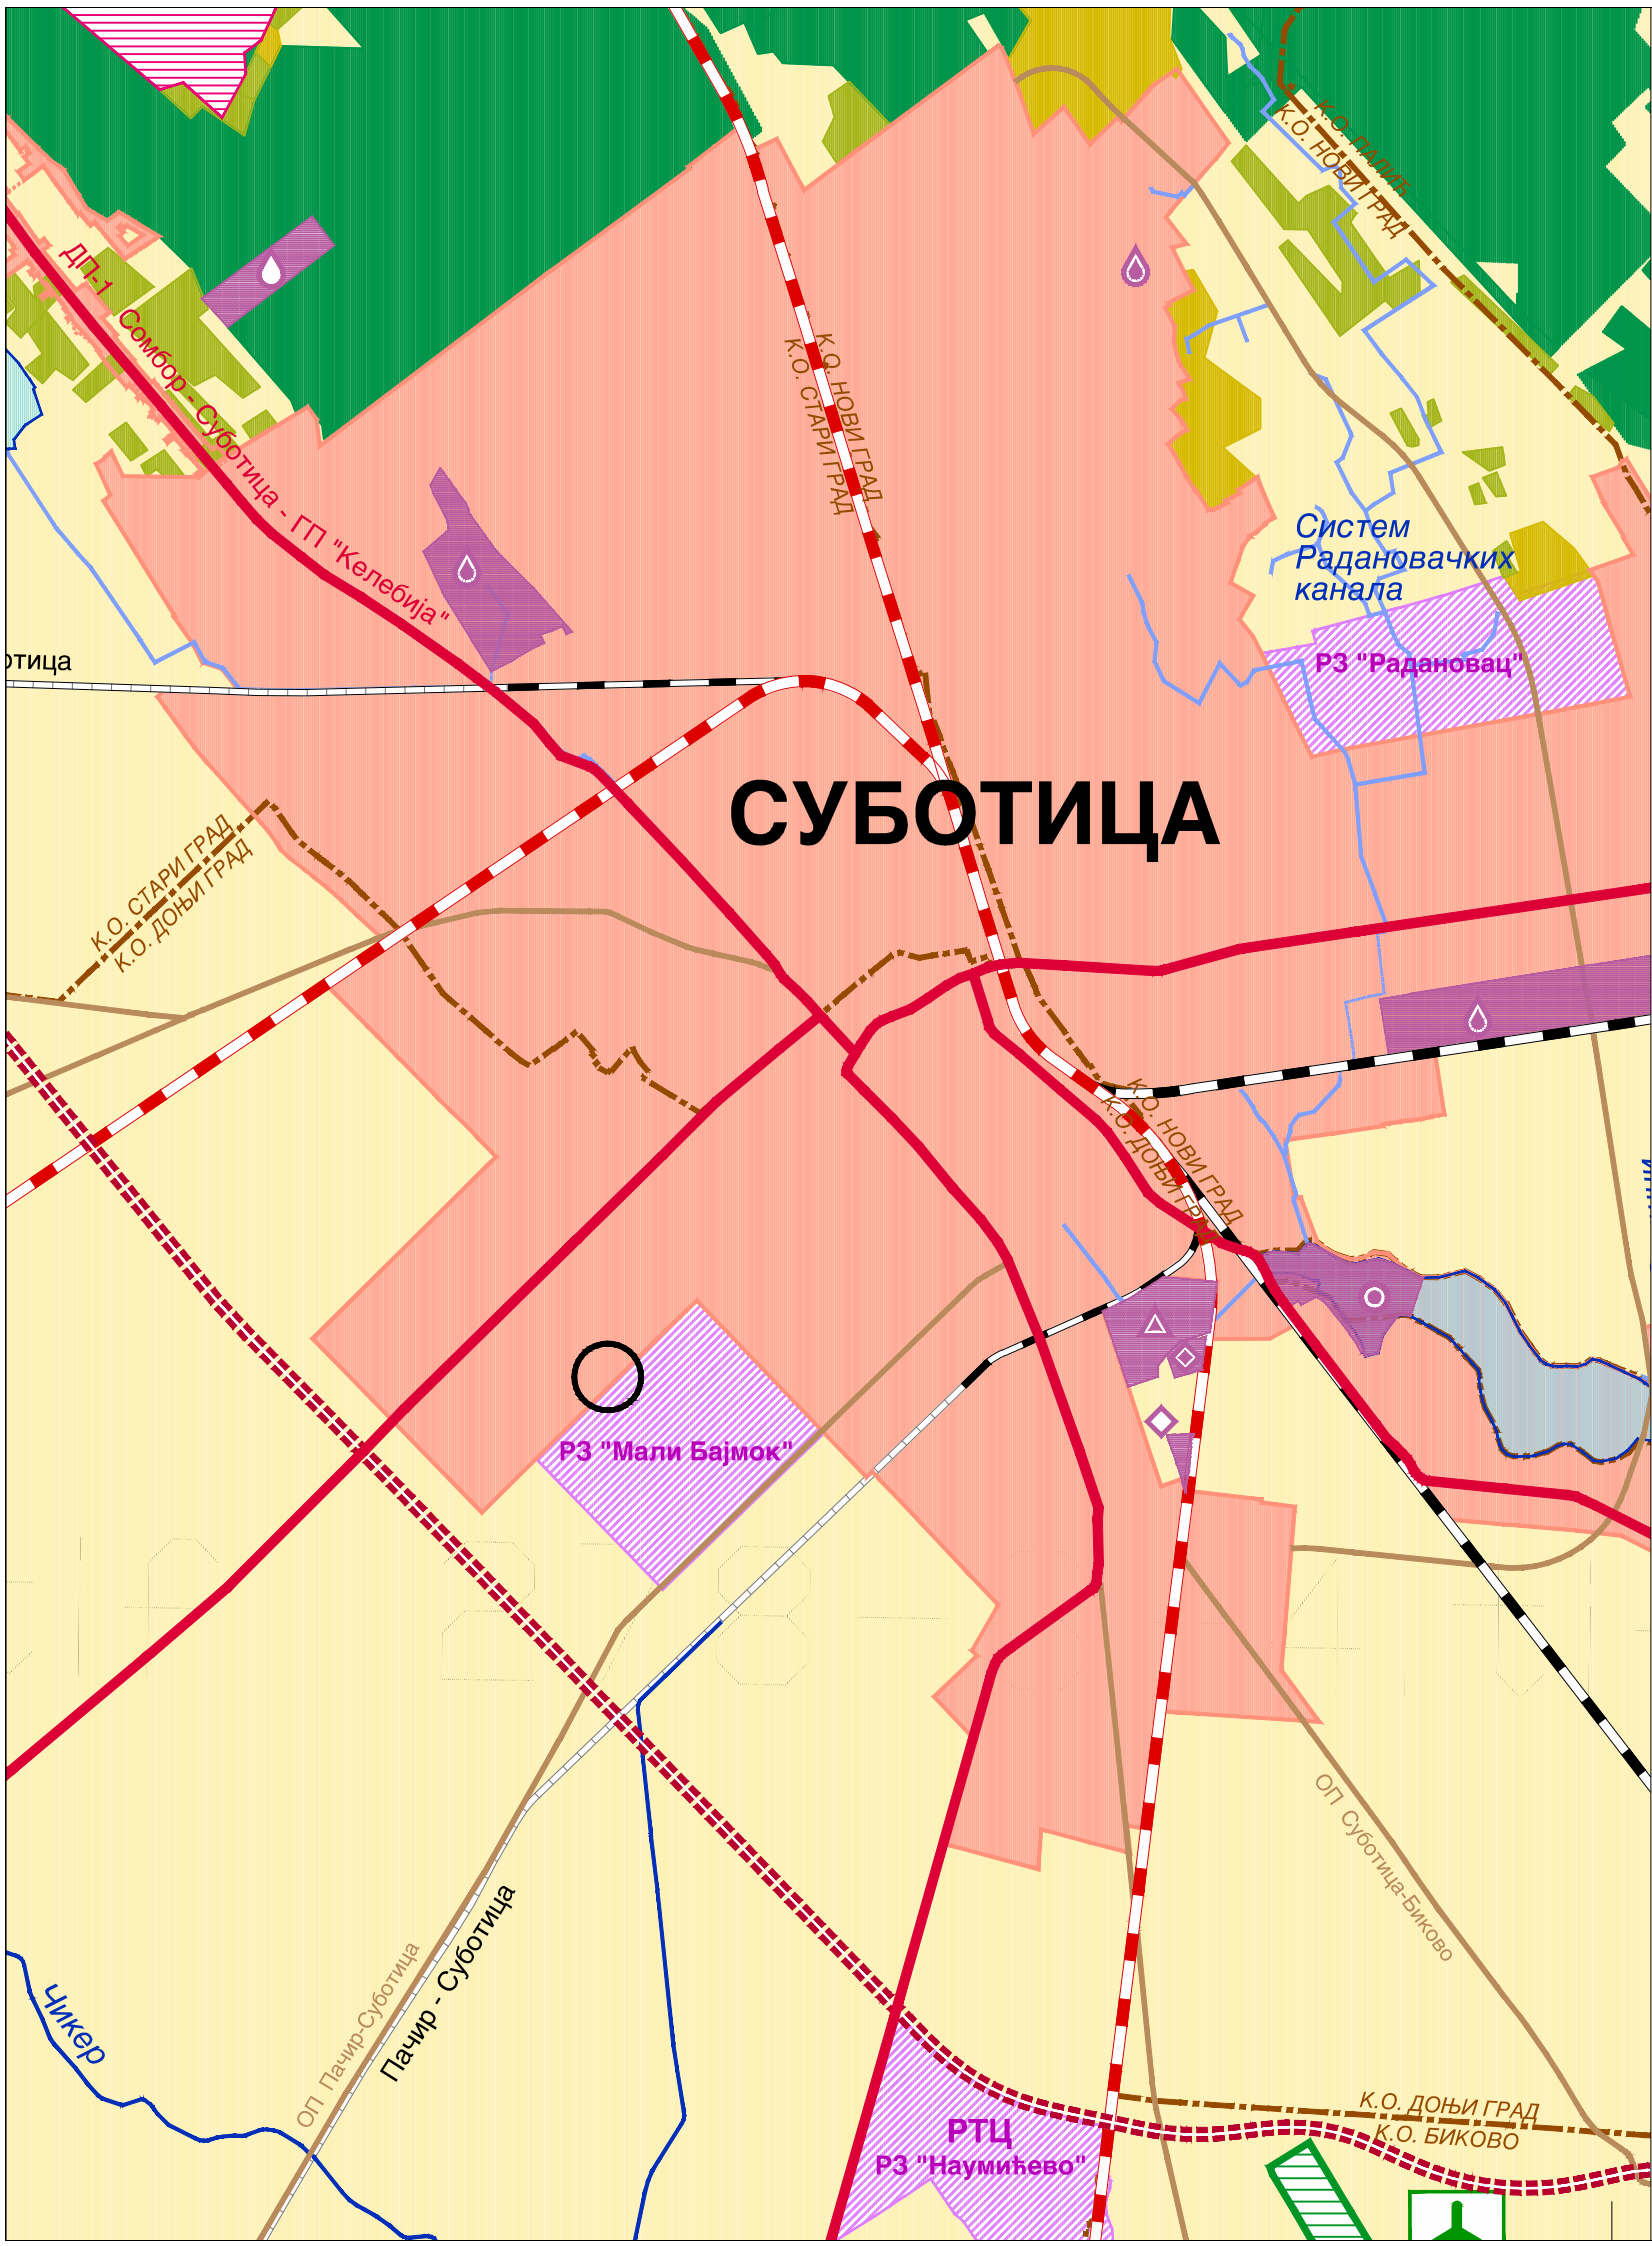 К.О. ПАЛИЋ
К.О. НОВИ ГРАД
ДП-1 Сомбор - Суботица - ГП "Келебија"
К.О. НОВИ ГРАД
К.О. СТАРИ ГРАД
Систем
Радановачких
канала
РЗ "Радановац"
отица
СУБОТИЦА
К.О. СТАРИ ГРАД
К.О. ДОЊИ ГРАД
К.О. НОВИ ГРАД
К.О. ДОЊИ ГРАД
РЗ "Мали Бајмок"
ОП Суботица-Биково
Пачир - Суботица
ОП Пачир-Суботица
Чикер
К.О. ДОЊИ ГРАД
К.О. БИКОВО
РТЦ
РЗ "Наумићево"